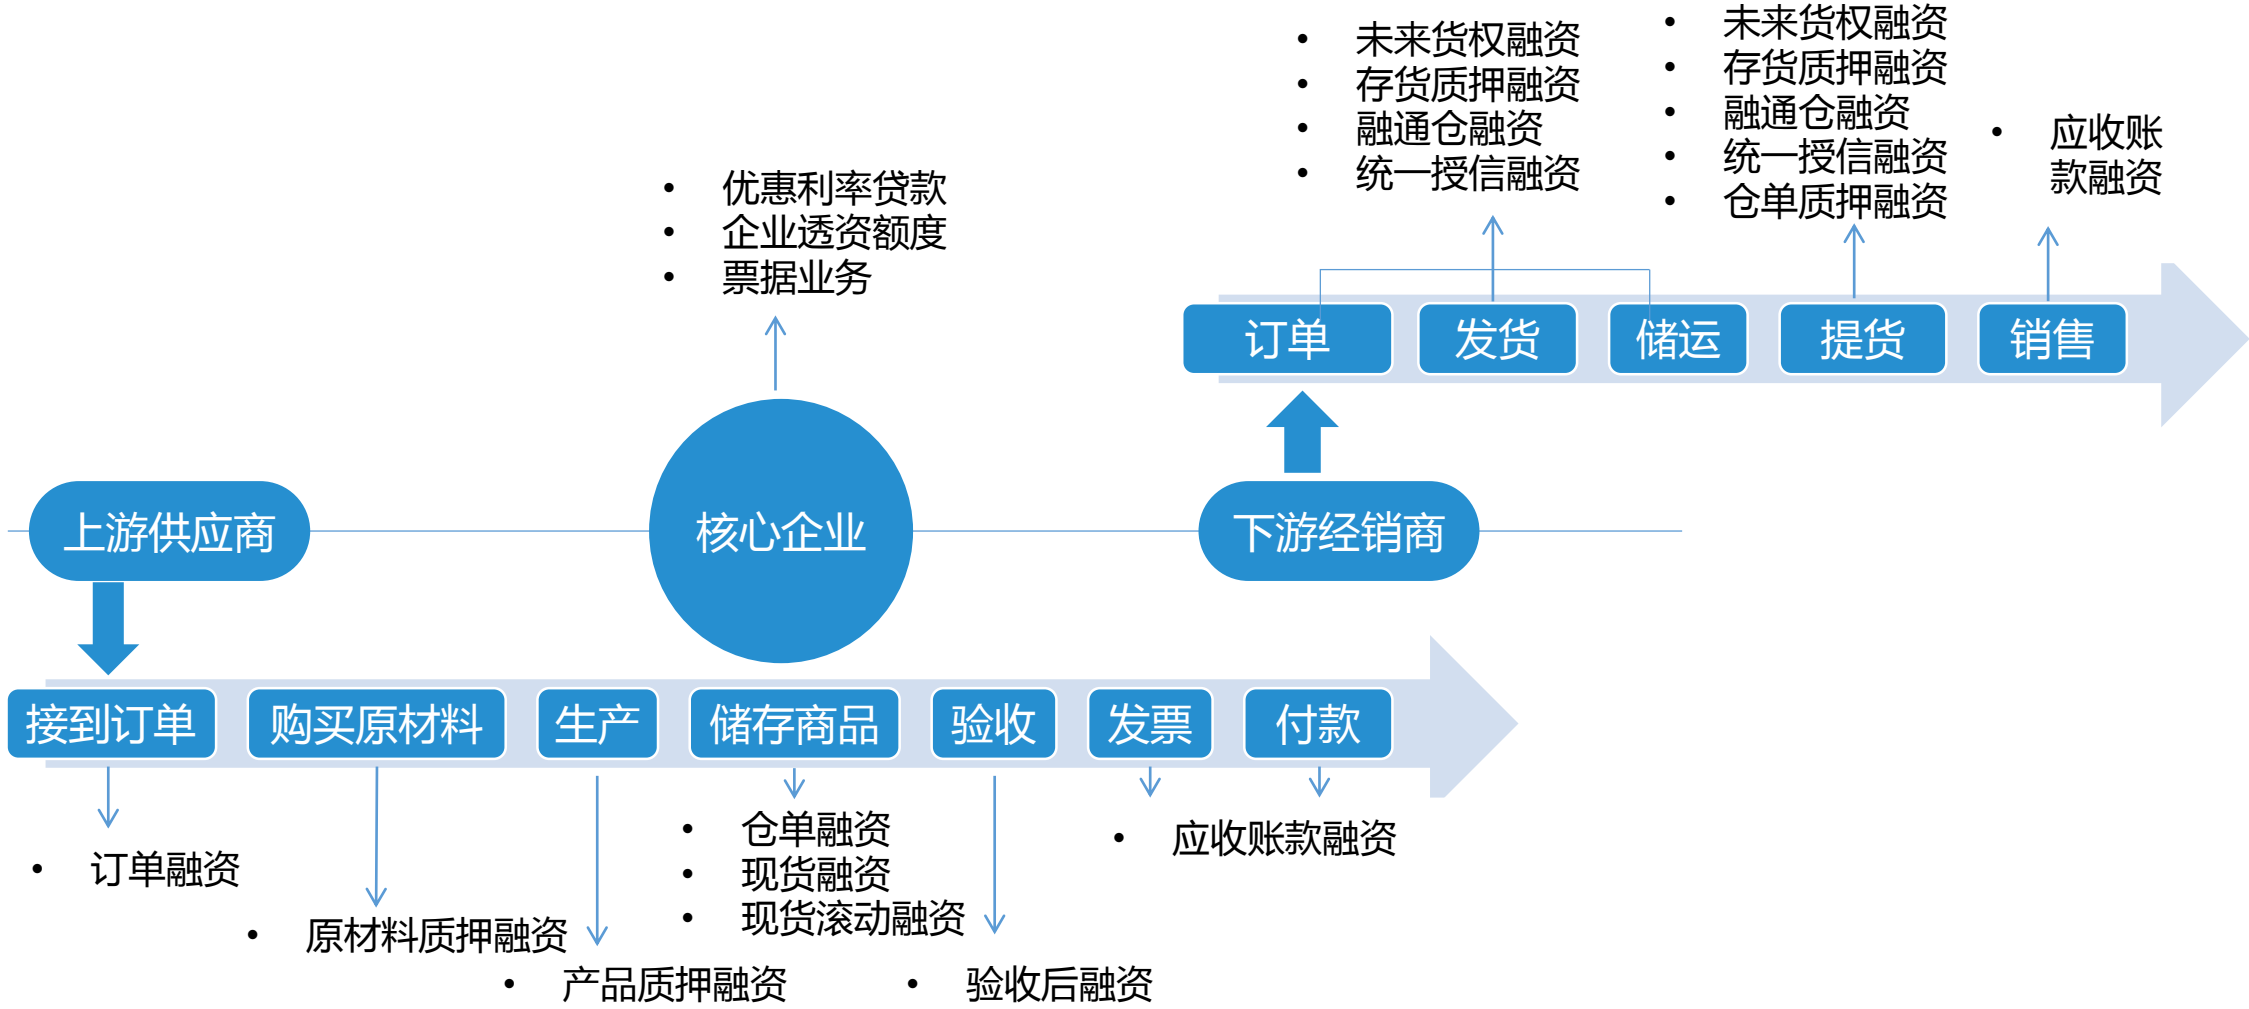 • 未来货权融资
• 存货质押融资
• 融通仓融资
• 统一授信融资
• 未来货权融资
• 存货质押融资
• 融通仓融资
• 统一授信融资
• 仓单质押融资
• 应收账
款融资
• 优惠利率贷款
• 企业透资额度
• 票据业务
订单
发货
储运
提货
销售
上游供应商
核心企业
下游经销商
接到订单
购买原材料
生产
储存商品
验收
发票
付款
• 订单融资
• 原材料质押融资
• 产品质押融资
• 仓单融资
• 现货融资
• 现货滚动融资
• 验收后融资
• 应收账款融资